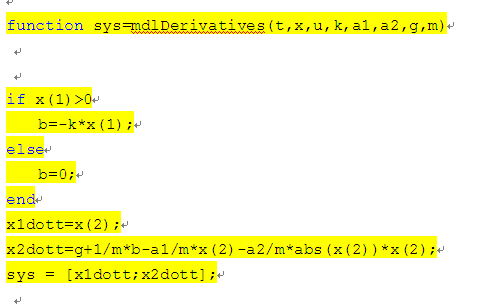 function sys=mdlDerivatives(t,x,u,k,a1,a2,g,m)
if x(1)>0
b=-k*x(1);
else
b=0;
end
x1dott=x(2);
x2dott=g+1/m*b-a1/m*x(2)-a2/m*abs(x(2))*x(2);
sys = [x1dott;x2dott];